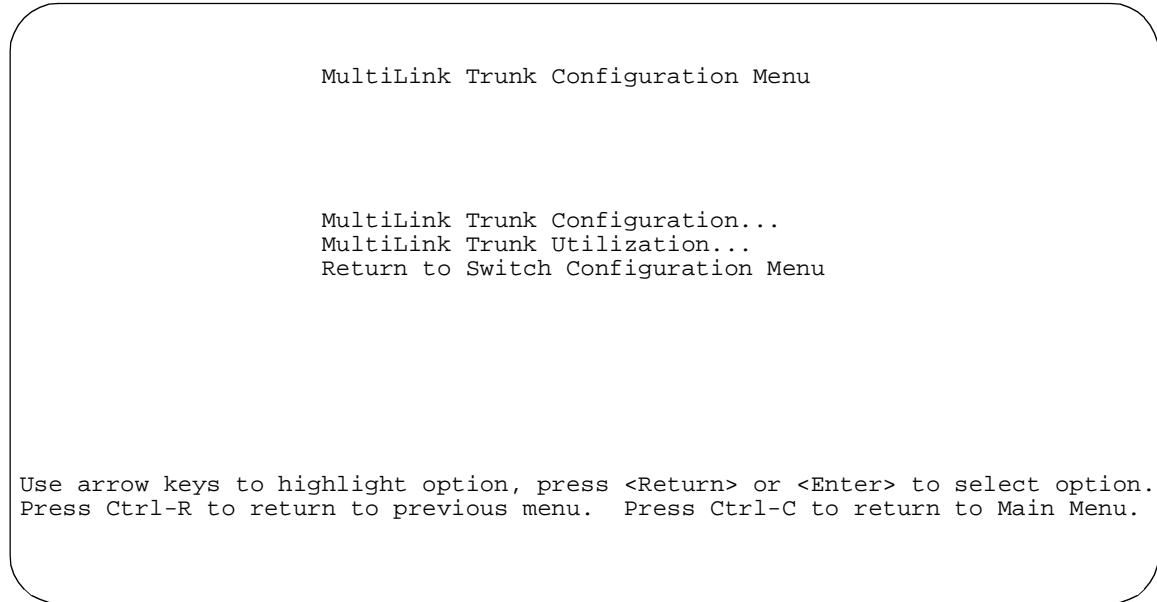 MultiLink Trunk Configuration Menu
MultiLink Trunk Configuration...
MultiLink Trunk Utilization...
Return to Switch Configuration Menu
Use arrow keys to highlight option, press <Return> or <Enter> to select option.
Press Ctrl-R to return to previous menu.  Press Ctrl-C to return to Main Menu.